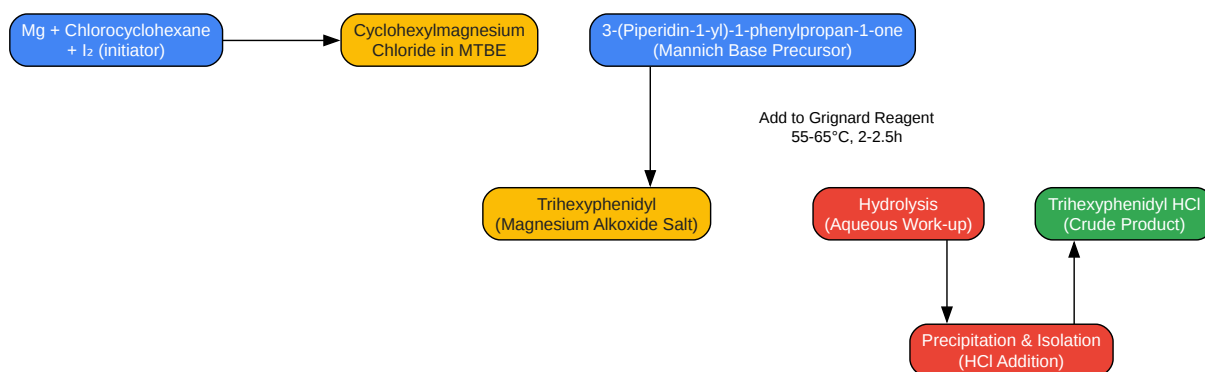 Mg + Chlorocyclohexane
+ I₂ (initiator)
Cyclohexylmagnesium
Chloride in MTBE
3-(Piperidin-1-yl)-1-phenylpropan-1-one
(Mannich Base Precursor)
Add to Grignard Reagent
55-65°C, 2-2.5h
Trihexyphenidyl
(Magnesium Alkoxide Salt)
Hydrolysis
(Aqueous Work-up)
Trihexyphenidyl HCl
(Crude Product)
Precipitation & Isolation
(HCl Addition)